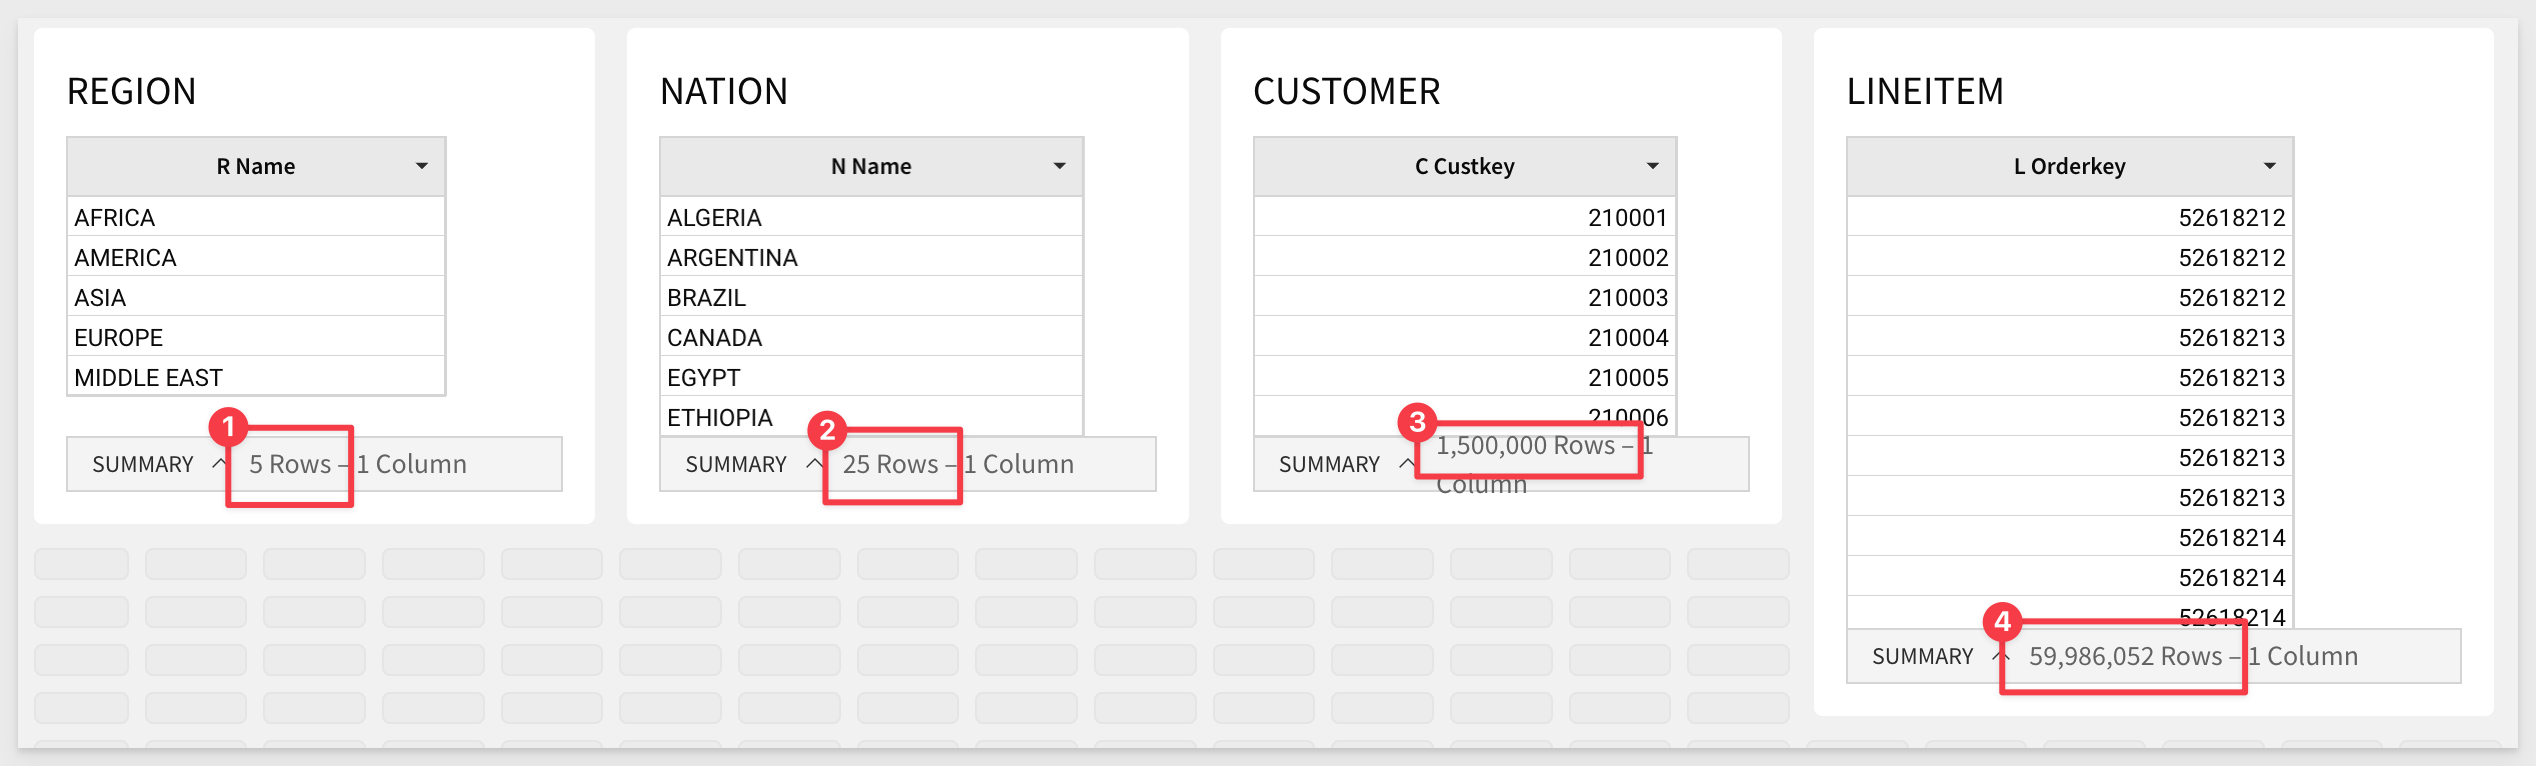 REGION
R Name
AFRICA
AMERICA
ASIA
EUROPE
MIDDLE EAST
1
SUMMARY 5 Rows – 1 Column
NATION
N Name
ALGERIA
ARGENTINA
BRAZIL
CANADA
EGYPT
ETHIOPIA
2
SUMMARY 25 Rows – 1 Column
CUSTOMER
C Custkey
210001
210002
210003
210004
210005
210006
3
SUMMARY 1,500,000 Rows – 1
Column
LINEITEM
L Orderkey
52618212
52618212
52618212
52618213
52618213
52618213
52618213
52618213
52618214
52618214
52618214
4
SUMMARY 59,986,052 Rows – 1 Column